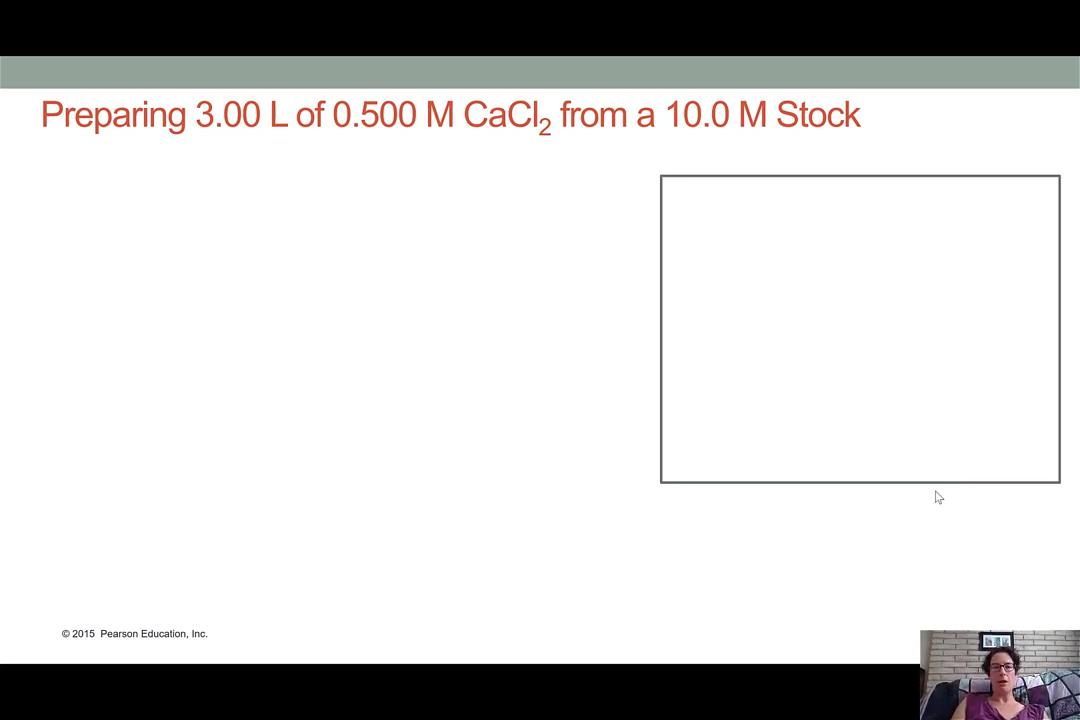 Preparing 3.00 L of 0.500 M CaCl₂ from a 10.0 M Stock
© 2015 Pearson Education, Inc.